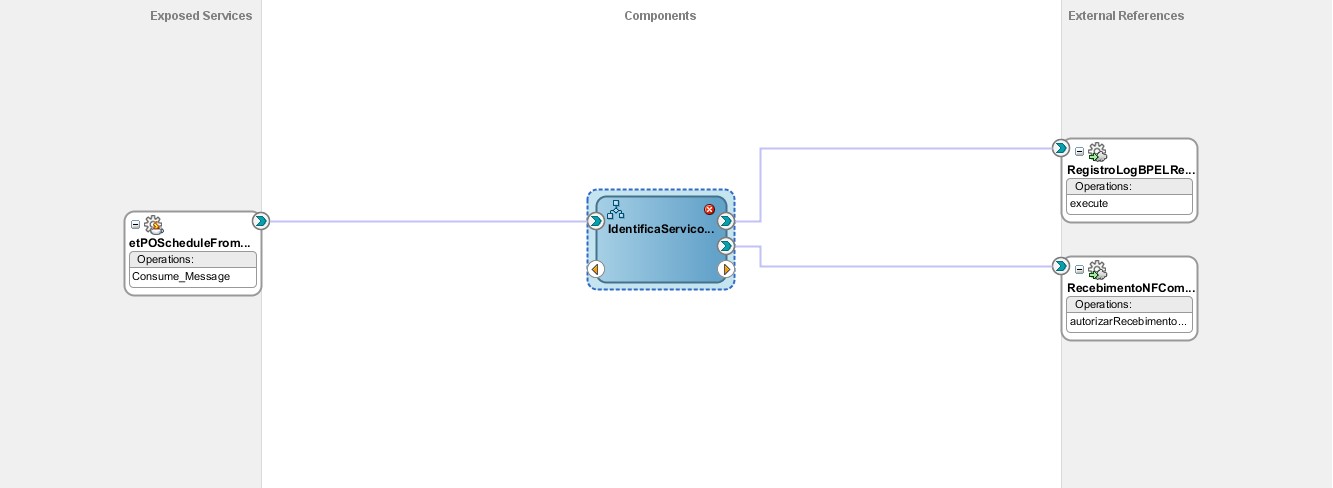 Exposed Services
Components
External References
etPOScheduleFrom...
Operations:
Consume_Message
IdentificaServico...
RegistroLogBPELRe...
Operations:
execute
RecebimentoNFCom...
Operations:
autorizarRecebimento...